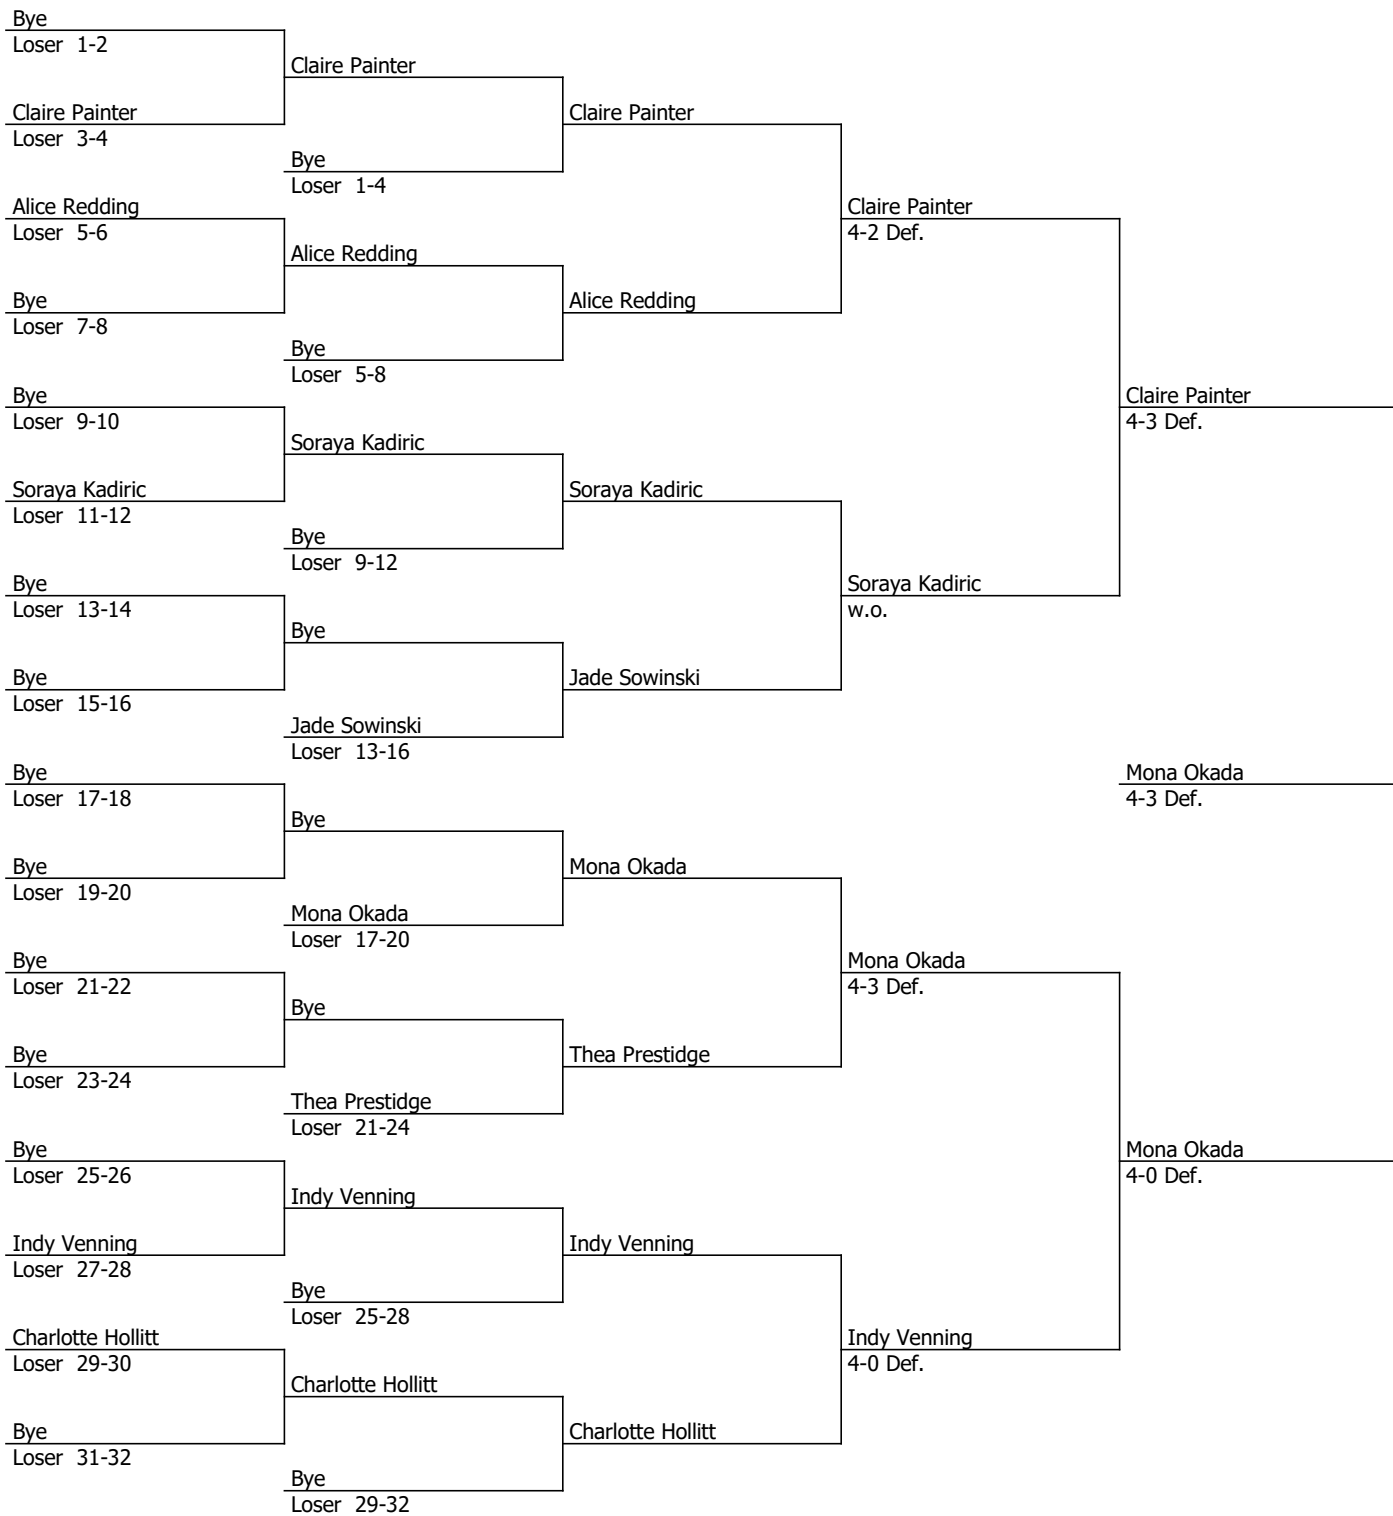 Bye
Loser 1-2
Claire Painter
Claire Painter
Loser 3-4
Claire Painter
Bye
Loser 1-4
Alice Redding
Loser 5-6
Claire Painter
4-2 Def.
Alice Redding
Bye
Loser 7-8
Alice Redding
Bye
Loser 5-8
Bye
Loser 9-10
Claire Painter
4-3 Def.
Soraya Kadiric
Soraya Kadiric
Loser 11-12
Soraya Kadiric
Bye
Loser 9-12
Bye
Loser 13-14
Soraya Kadiric
w.o.
Bye
Bye
Loser 15-16
Jade Sowinski
Jade Sowinski
Loser 13-16
Bye
Loser 17-18
Mona Okada
4-3 Def.
Bye
Bye
Loser 19-20
Mona Okada
Mona Okada
Loser 17-20
Bye
Loser 21-22
Mona Okada
4-3 Def.
Bye
Bye
Loser 23-24
Thea Prestidge
Thea Prestidge
Loser 21-24
Bye
Loser 25-26
Mona Okada
4-0 Def.
Indy Venning
Indy Venning
Loser 27-28
Indy Venning
Bye
Loser 25-28
Charlotte Hollitt
Loser 29-30
Indy Venning
4-0 Def.
Charlotte Hollitt
Bye
Loser 31-32
Charlotte Hollitt
Bye
Loser 29-32